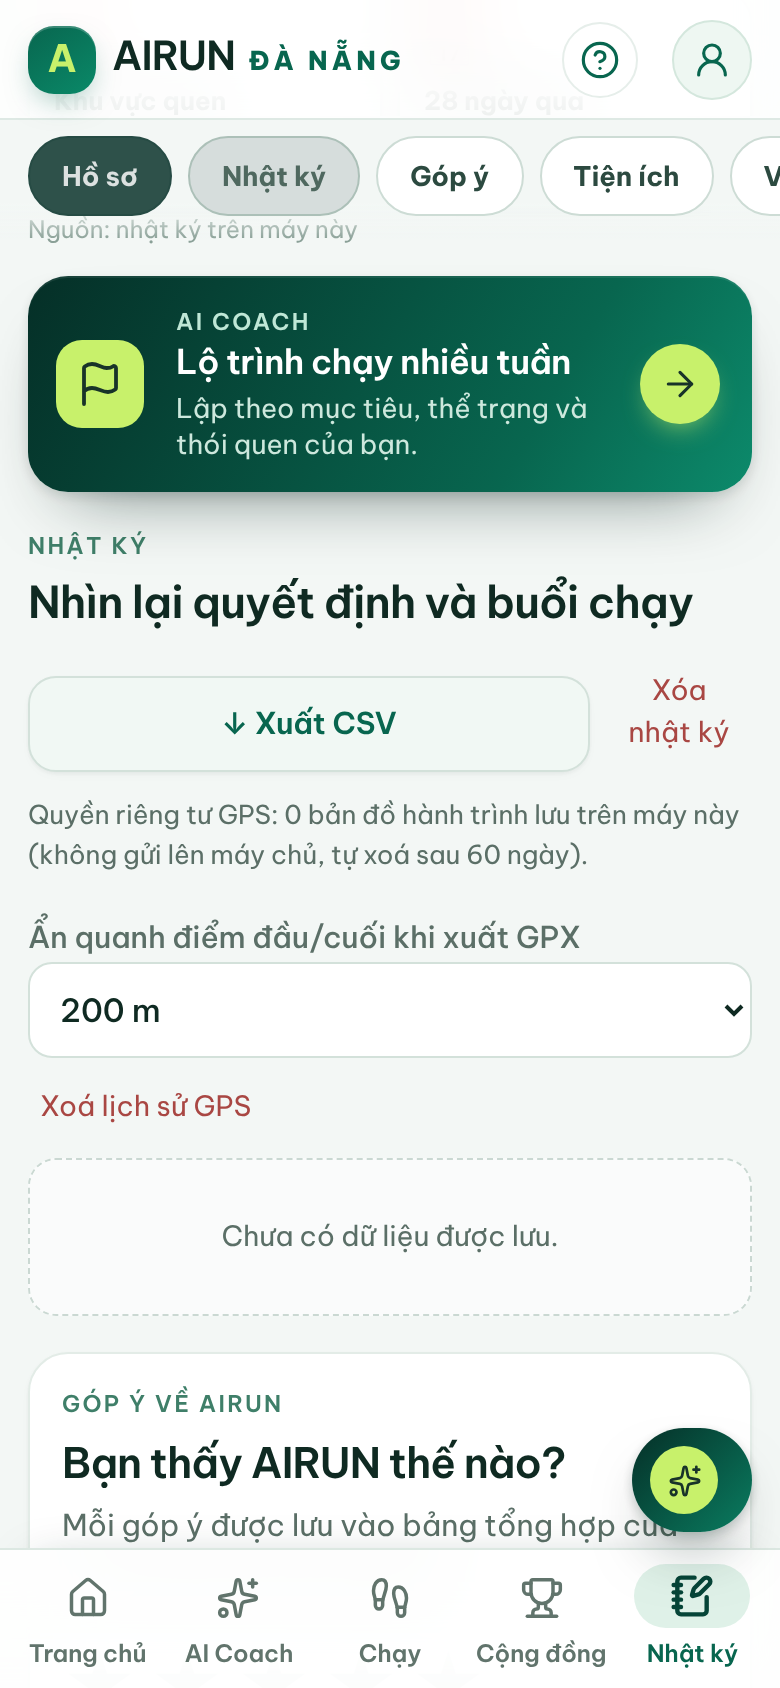 A AIRUN ĐÀ NẴNG
Khu vực quen 28 ngày qua
Hồ sơ Nhật ký Góp ý Tiện ích V
Nguồn: nhật ký trên máy này
AI COACH
Lộ trình chạy nhiều tuần
Lập theo mục tiêu, thể trạng và
thói quen của bạn.
NHẬT KÝ
Nhìn lại quyết định và buổi chạy
↓ Xuất CSV
Xóa
nhật ký
Quyền riêng tư GPS: 0 bản đồ hành trình lưu trên máy này
(không gửi lên máy chủ, tự xoá sau 60 ngày).
Ẩn quanh điểm đầu/cuối khi xuất GPX
200 m
Xoá lịch sử GPS
Chưa có dữ liệu được lưu.
GÓP Ý VỀ AIRUN
Bạn thấy AIRUN thế nào?
Mỗi góp ý được lưu vào bảng tổng hợp của
Trang chủ AI Coach Chạy Cộng đồng Nhật ký